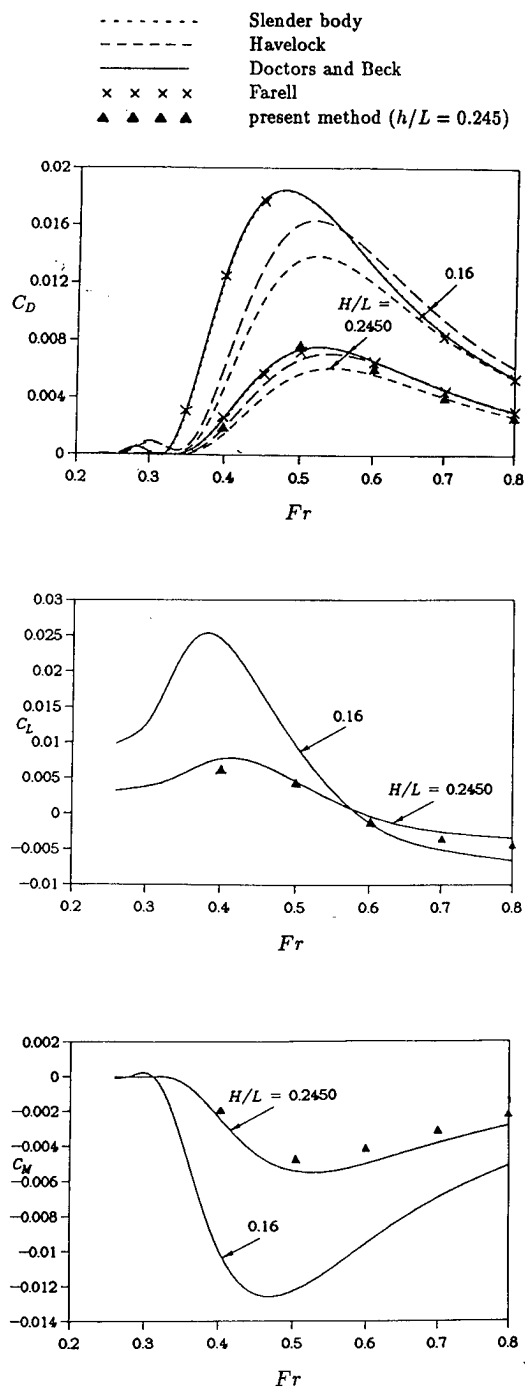 Slender body
Havelock
Doctors and Beck
Farell
present method (h/L = 0.245)
0.02
0.016
0.012
C_D
0.008
0.004
0
H/L =
0.2450
0.16
0.2 0.3 0.4 0.5 0.6 0.7 0.8
Fr
0.03
0.025
0.02
0.015
0.01
C_L
0.005
0
−0.005
−0.01
0.16
H/L = 0.2450
0.2 0.3 0.4 0.5 0.6 0.7 0.8
Fr
0.002
0
−0.002
−0.004
C_M
−0.006
−0.008
−0.01
−0.012
−0.014
H/L = 0.2450
0.16
0.2 0.3 0.4 0.5 0.6 0.7 0.8
Fr